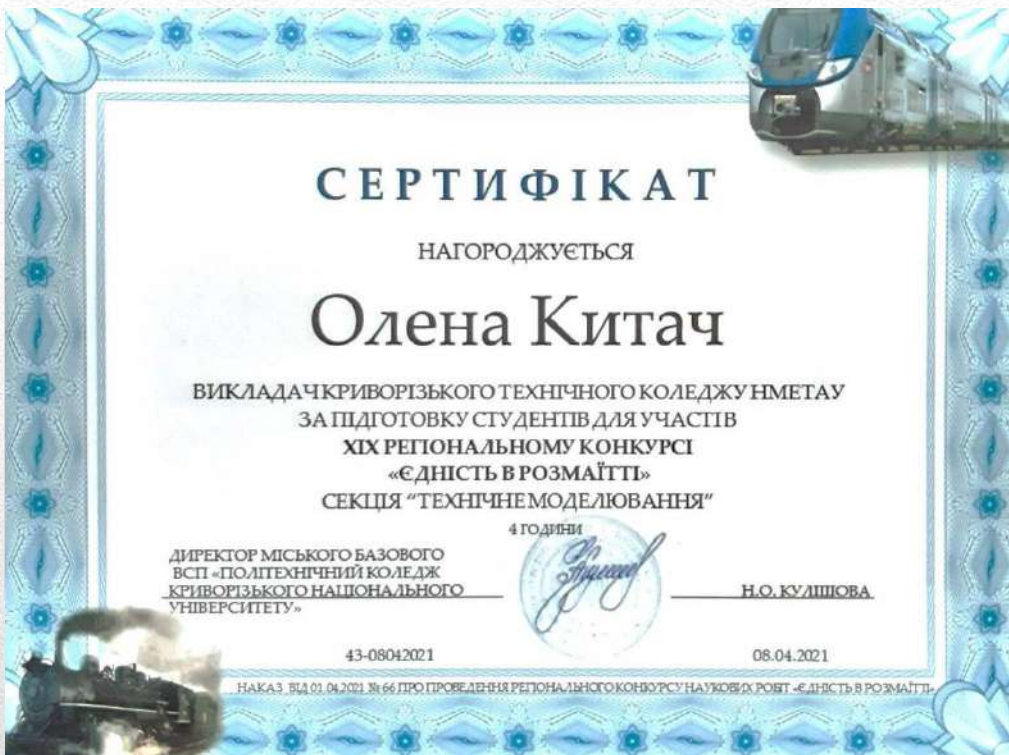 СЕРТИФІКАТ
НАГОРОДЖУЄТЬСЯ
Олена Китач
ВИКЛАДАЧ КРИВОРІЗЬКОГО ТЕХНІЧНОГО КОЛЕДЖУ НМЕТАУ
ЗА ПІДГОТОВКУ СТУДЕНТІВ ДЛЯ УЧАСТІ В
ХІХ РЕГІОНАЛЬНОМУ КОНКУРСІ
«ЄДНІСТЬ В РОЗМАЇТТІ»
СЕКЦІЯ “ТЕХНІЧНЕ МОДЕЛЮВАННЯ”
4 ГОДИНИ
ДИРЕКТОР МІСЬКОГО БАЗОВОГО
ВСП «ПОЛІТЕХНІЧНИЙ КОЛЕДЖ
КРИВОРІЗЬКОГО НАЦІОНАЛЬНОГО
УНІВЕРСИТЕТУ»
Н.О. КУЛІШОВА
43-08042021
08.04.2021
НАКАЗ ВІД 01.04.2021 № 66 ПРО ПРОВЕДЕННЯ РЕГІОНАЛЬНОГО КОНКУРСУ НАУКОВИХ РОБІТ «ЄДНІСТЬ В РОЗМАЇТТІ»